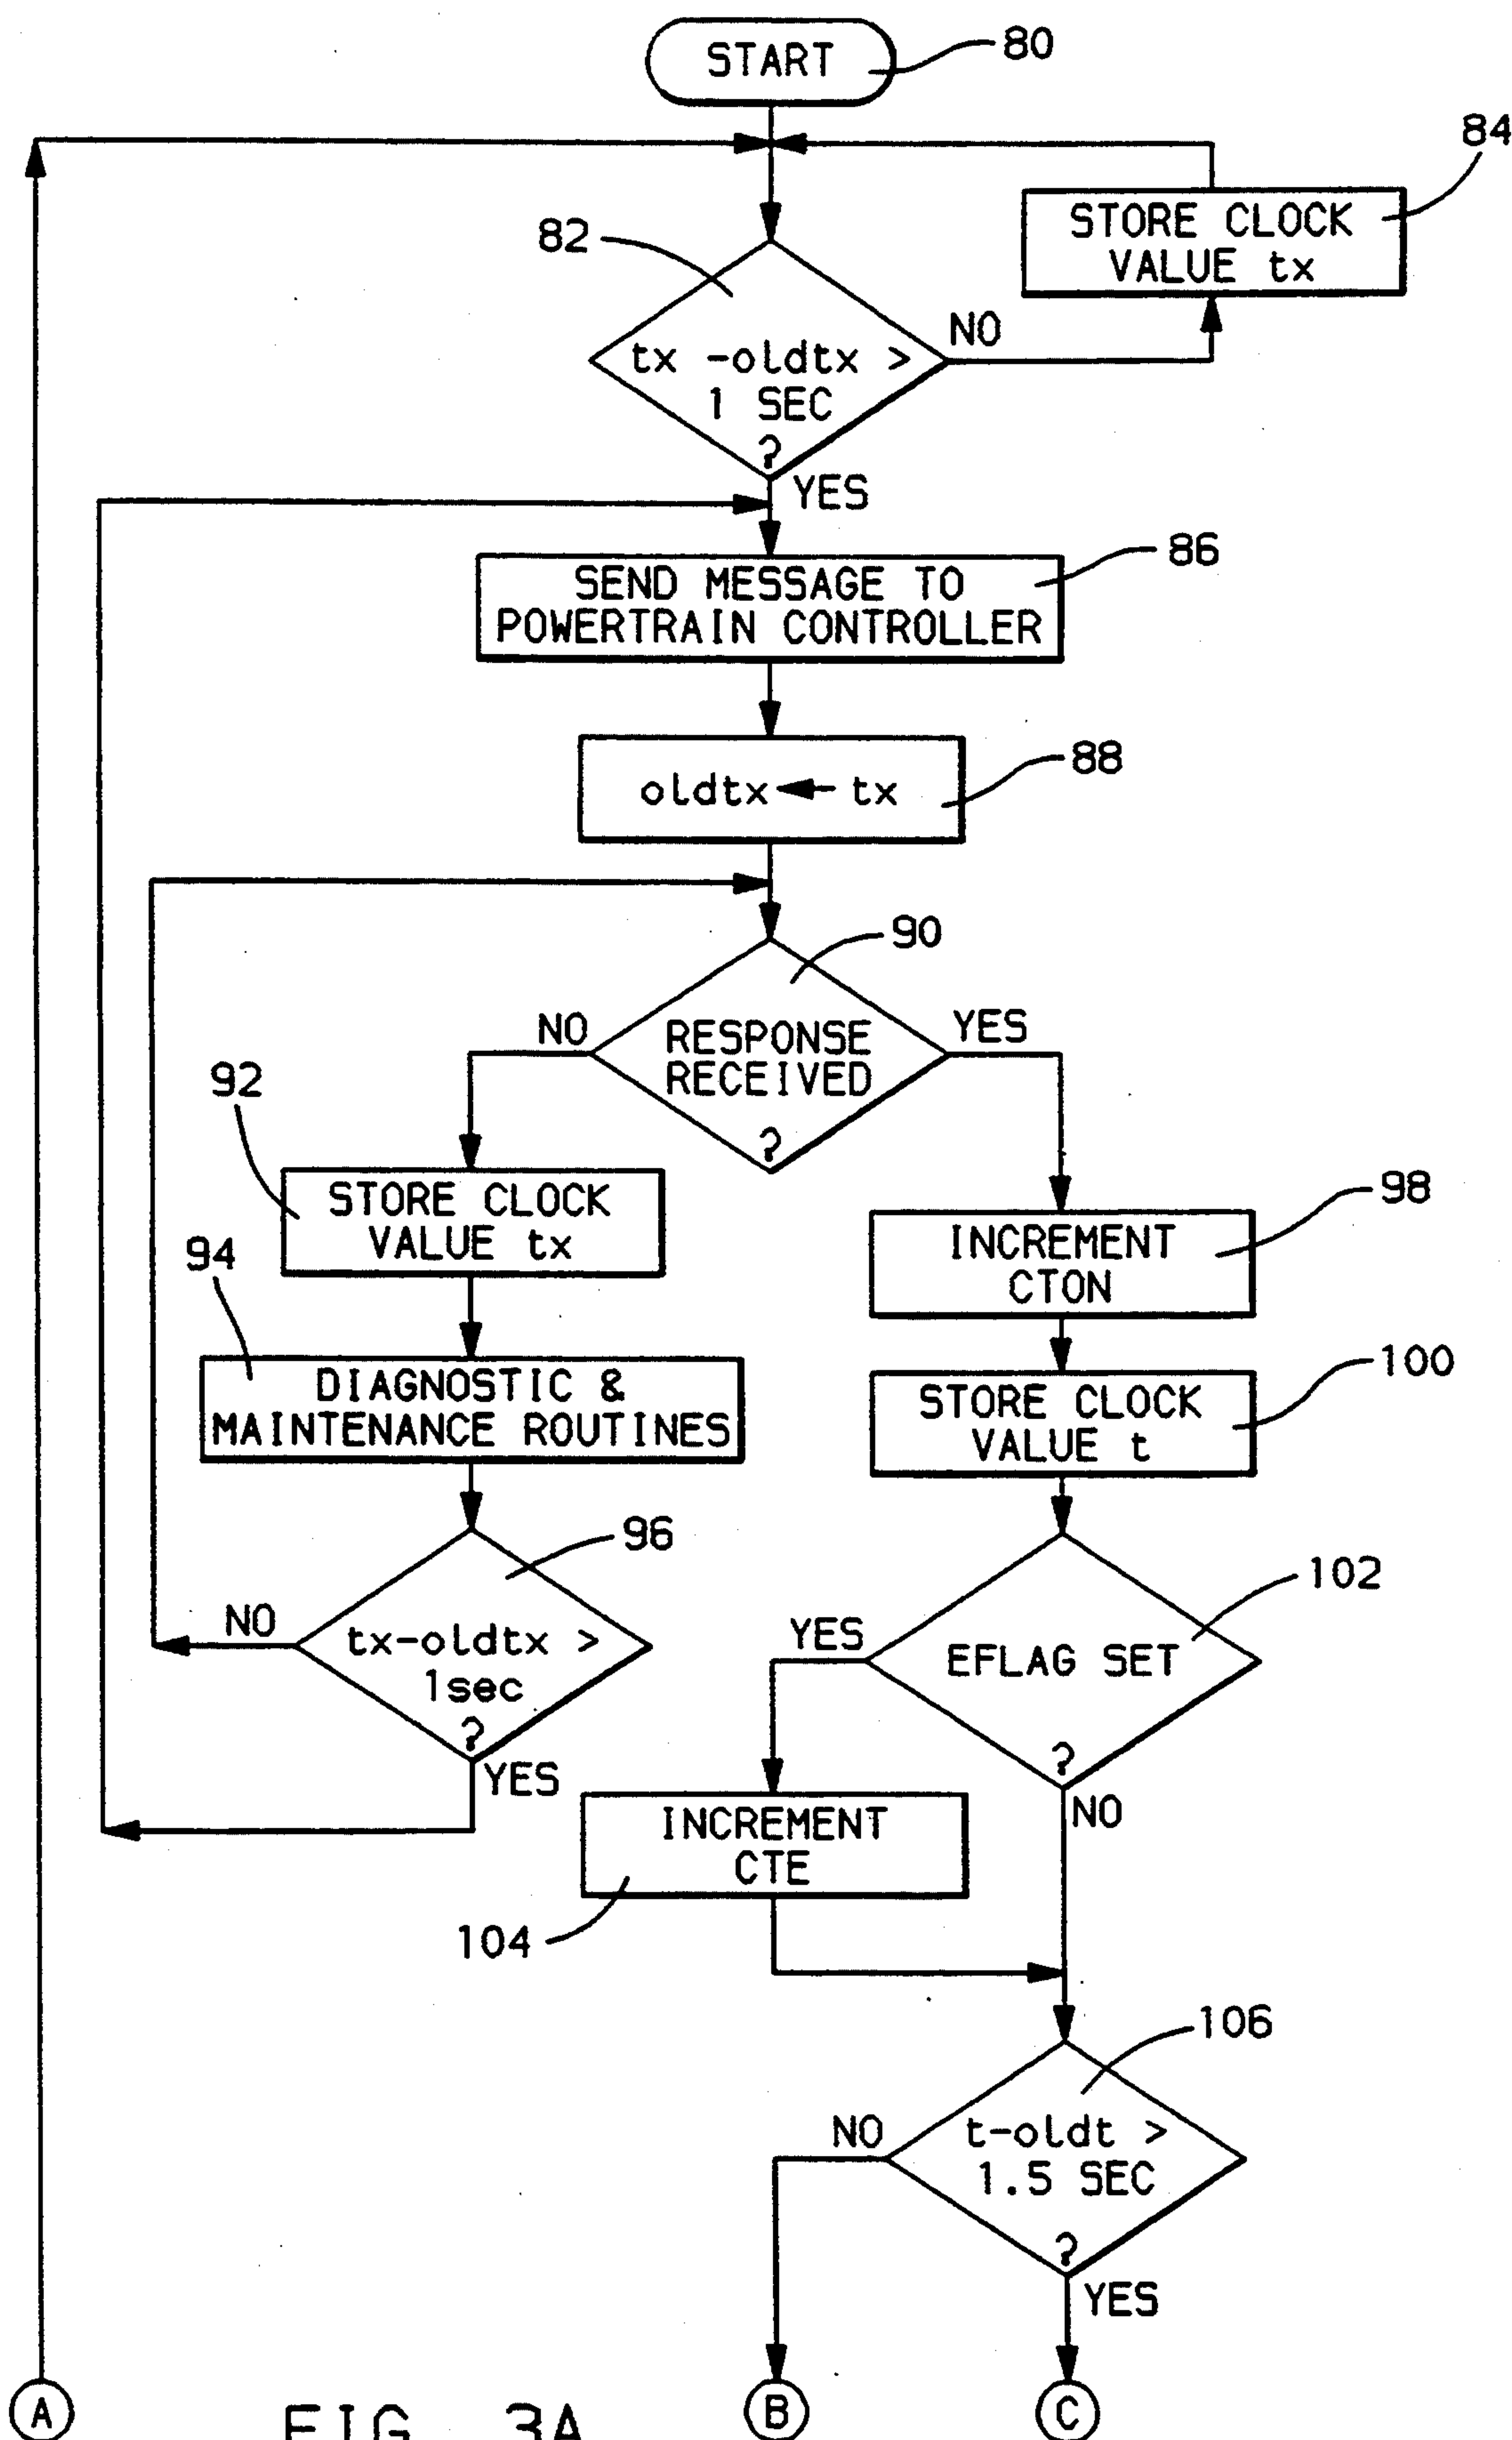 START
80
84
STORE CLOCK
VALUE tx
82
NO
tx -oldtx >
1 SEC
?
YES
86
SEND MESSAGE TO
POWERTRAIN CONTROLLER
88
oldtx tx
90
NO
YES
RESPONSE
RECEIVED
?
92
STORE CLOCK
VALUE tx
98
INCREMENT
CTON
94
DIAGNOSTIC &
MAINTENANCE ROUTINES
100
STORE CLOCK
VALUE t
96
NO
tx-oldtx >
1sec
?
YES
102
YES
EFLAG SET
?
NO
INCREMENT
CTE
104
106
NO
t-oldt >
1.5 SEC
?
YES
A
B
C
FIG. 3A